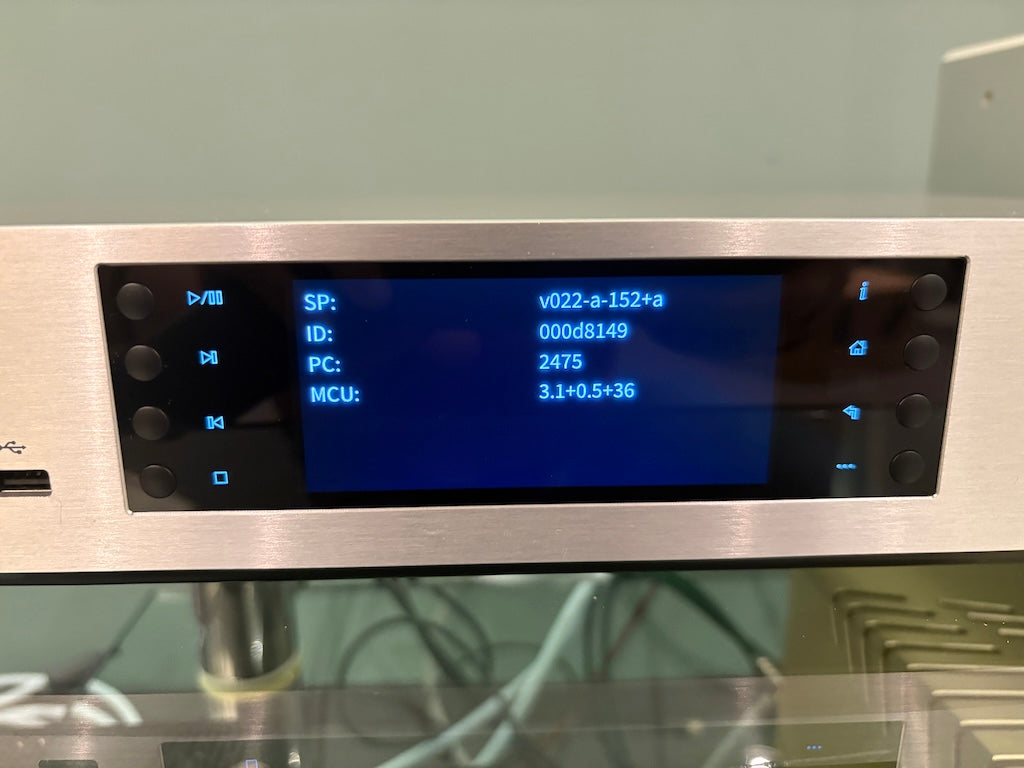 SP: v022-a-152+a
ID: 000d8149
PC: 2475
MCU: 3.1+0.5+36